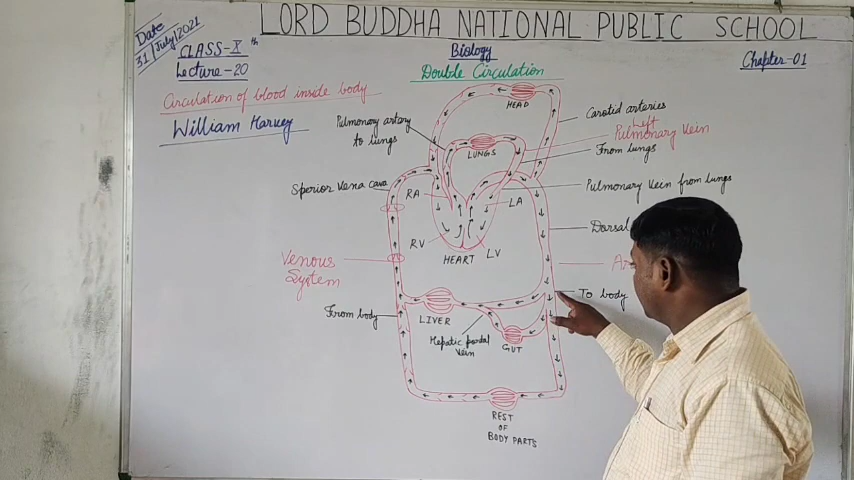 LORD BUDDHA NATIONAL PUBLIC SCHOOL
Date
31/July/2021
CLASS-Xth
Lecture-20
Biology
Double Circulation
Chapter-01
Circulation of blood inside body
William Harvey
HEAD
Pulmonary artery
to lungs
LUNGS
Carotid arteries
Left
Pulmonary Vein
From lungs
Sperior Vena cava
RA
LA
Pulmonary Vein from lungs
RV
LV
HEART
Dorsal
Venous
System
To body
From body
LIVER
Hepatic portal
vein
GUT
REST
OF
BODY PARTS